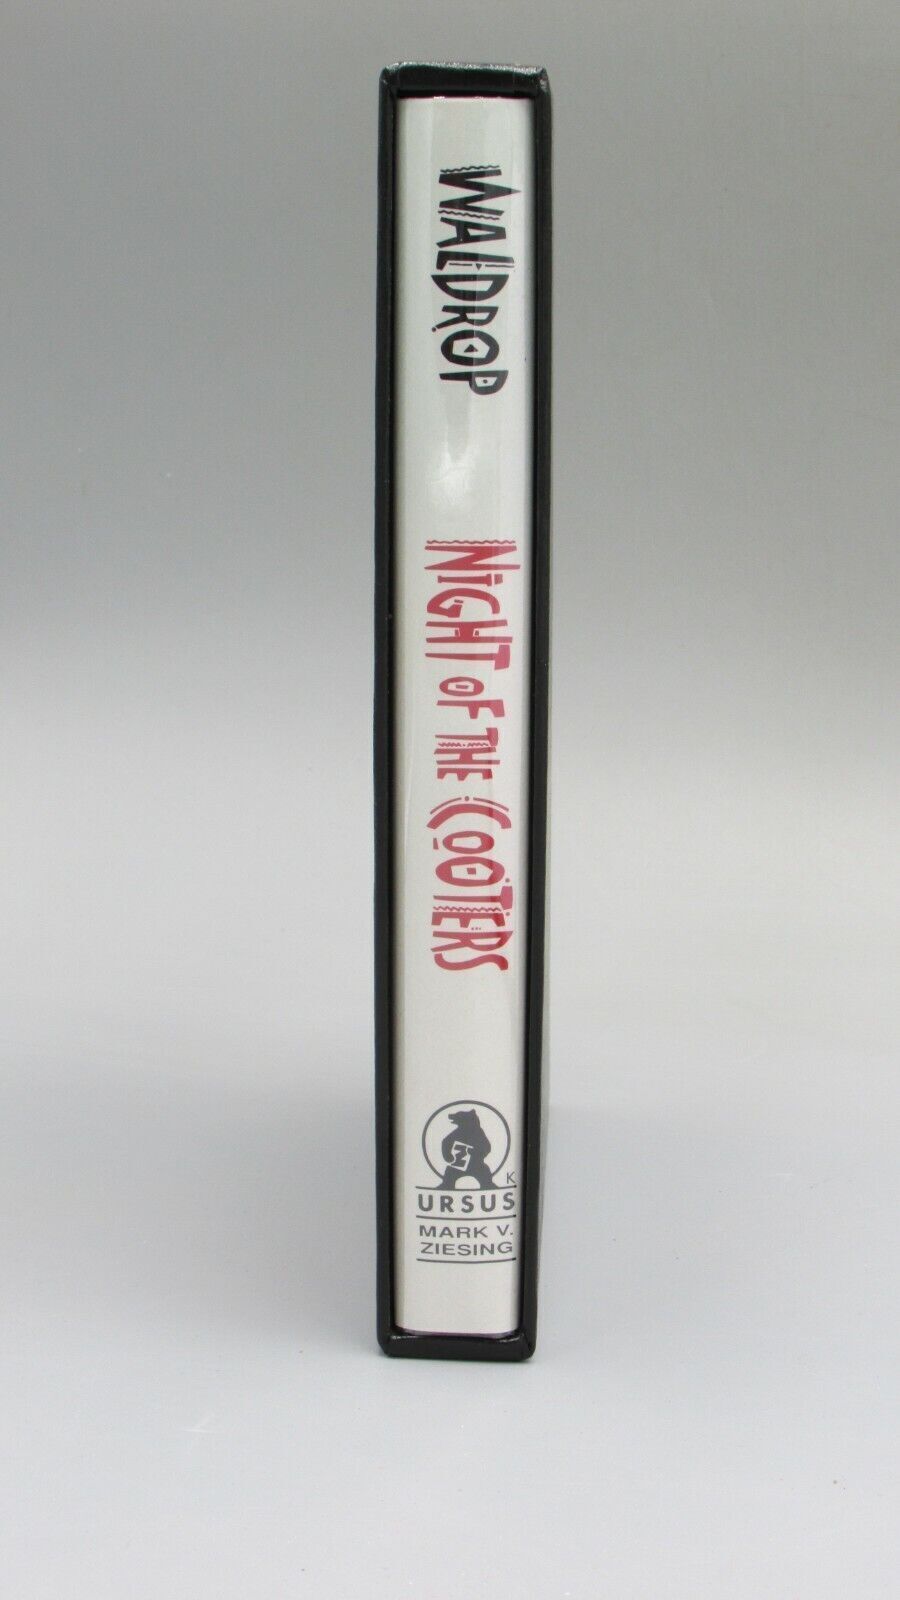 WALDROP
NIGHT OF THE COOTERS
Z
K
URSUS
MARK V.
ZIESING